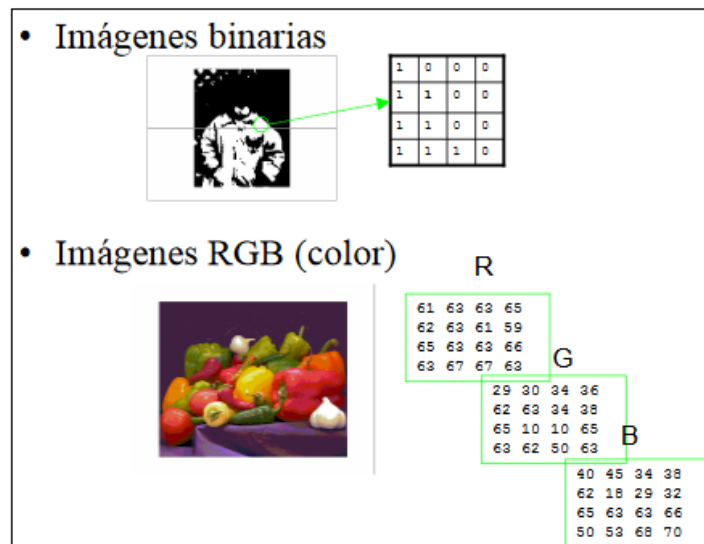 • Imágenes binarias
1 0 0 0
1 1 0 0
1 1 0 0
1 1 1 0
• Imágenes RGB (color)
R
61 63 63 65
62 63 61 59
65 63 63 66
63 67 67 63
G
29 30 34 36
62 63 34 38
65 10 10 65
63 62 50 63
B
40 45 34 38
62 18 29 32
65 63 63 66
50 53 68 70